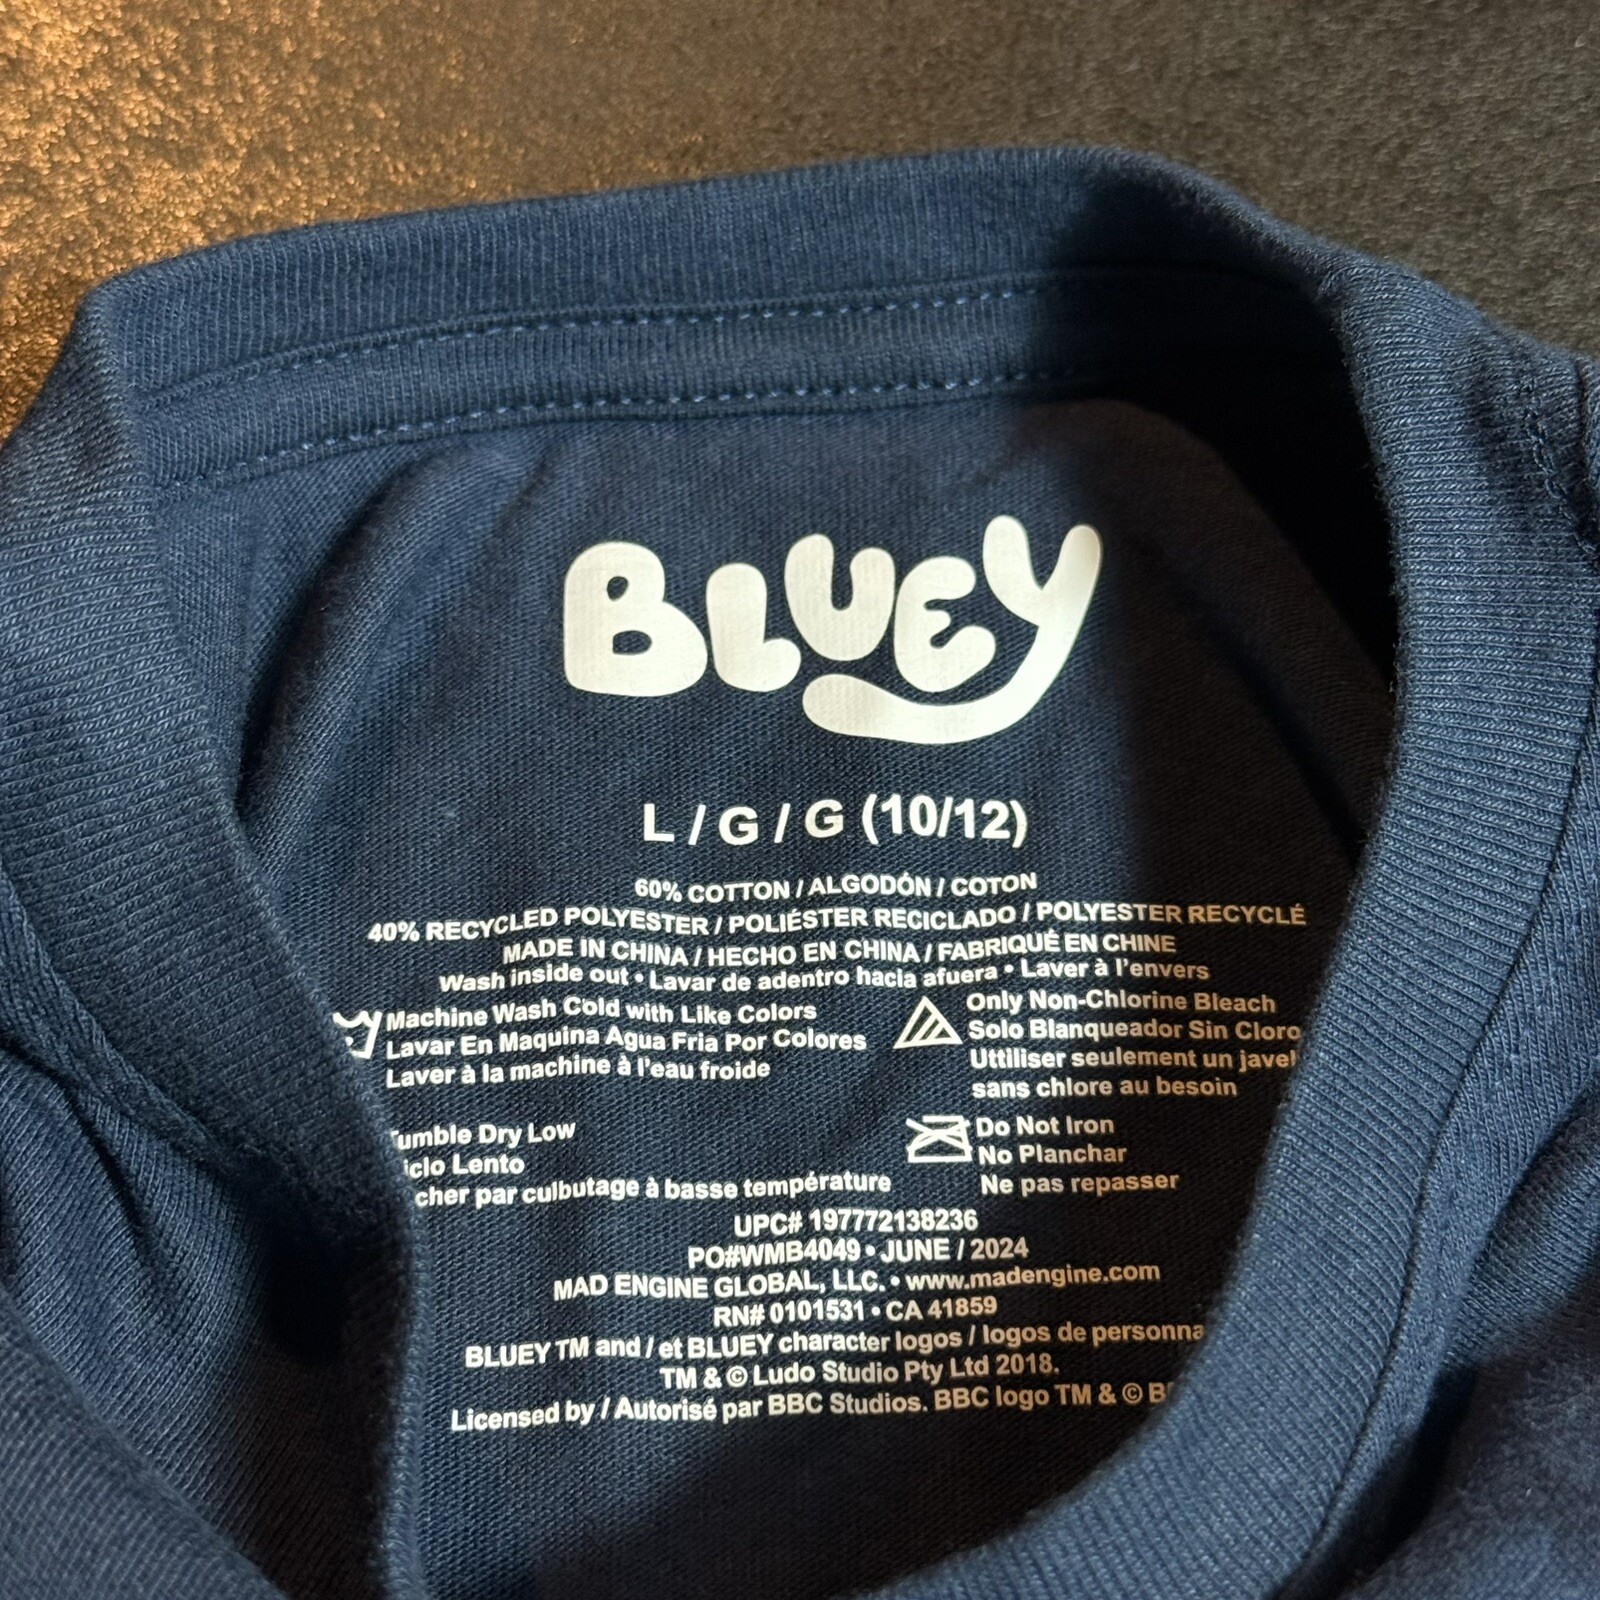 BLUEY
L / G / G (10/12)
60% COTTON / ALGODÓN / COTON
40% RECYCLED POLYESTER / POLIÉSTER RECICLADO / POLYESTER RECYCLÉ
MADE IN CHINA / HECHO EN CHINA / FABRIQUÉ EN CHINE
Wash inside out • Lavar de adentro hacia afuera • Laver à l'envers
Machine Wash Cold with Like Colors
Lavar En Maquina Agua Fria Por Colores
Laver à la machine à l'eau froide
Only Non-Chlorine Bleach
Solo Blanqueador Sin Cloro
Uttiliser seulement un javel
sans chlore au besoin
Tumble Dry Low
Lento
par culbutage à basse température
Do Not Iron
No Planchar
Ne pas repasser
UPC# 197772138236
PO#WMB4049 • JUNE / 2024
MAD ENGINE GLOBAL, LLC. • www.madengine.com
RN# 0101531 • CA 41859
BLUEY TM and / et BLUEY character logos / logos de
TM & © Ludo Studio Pty Ltd 2018.
Licensed by / Autorisé par BBC Studios. BBC logo TM & ©